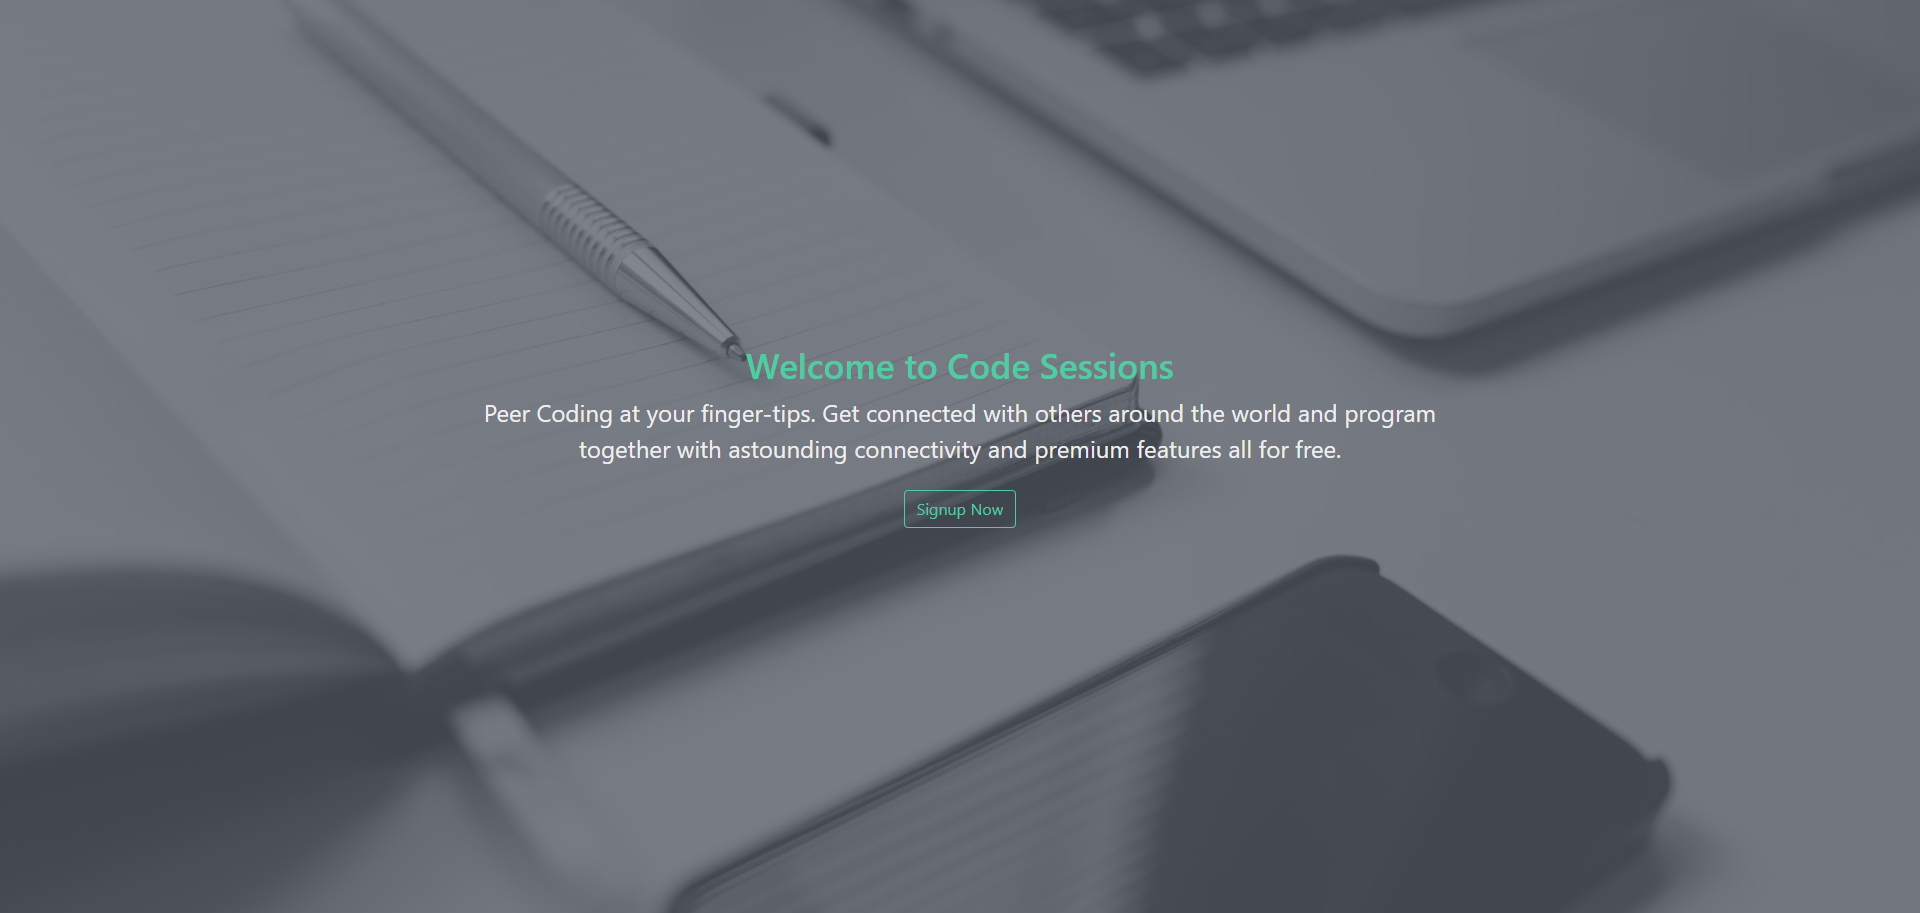 Welcome to Code Sessions
Peer Coding at your finger-tips. Get connected with others around the world and program
together with astounding connectivity and premium features all for free.
Signup Now